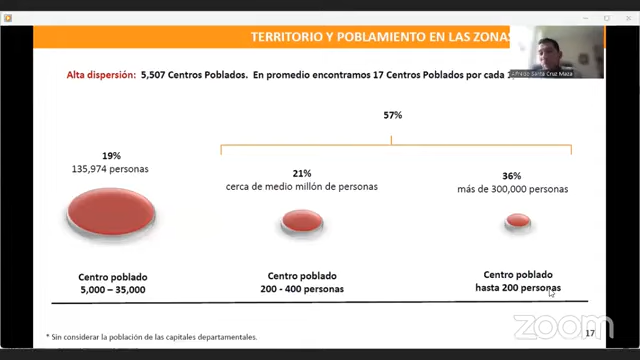 TERRITORIO Y POBLAMIENTO EN LAS ZONAS
Alfredo Santa Cruz Maza
Alta dispersión: 5,507 Centros Poblados. En promedio encontramos 17 Centros Poblados por cada
57%
19%
135,974 personas
21%
cerca de medio millón de personas
36%
más de 300,000 personas
Centro poblado
5,000 – 35,000
Centro poblado
200 - 400 personas
Centro poblado
hasta 200 personas
* Sin considerar la población de las capitales departamentales.
17
zoom